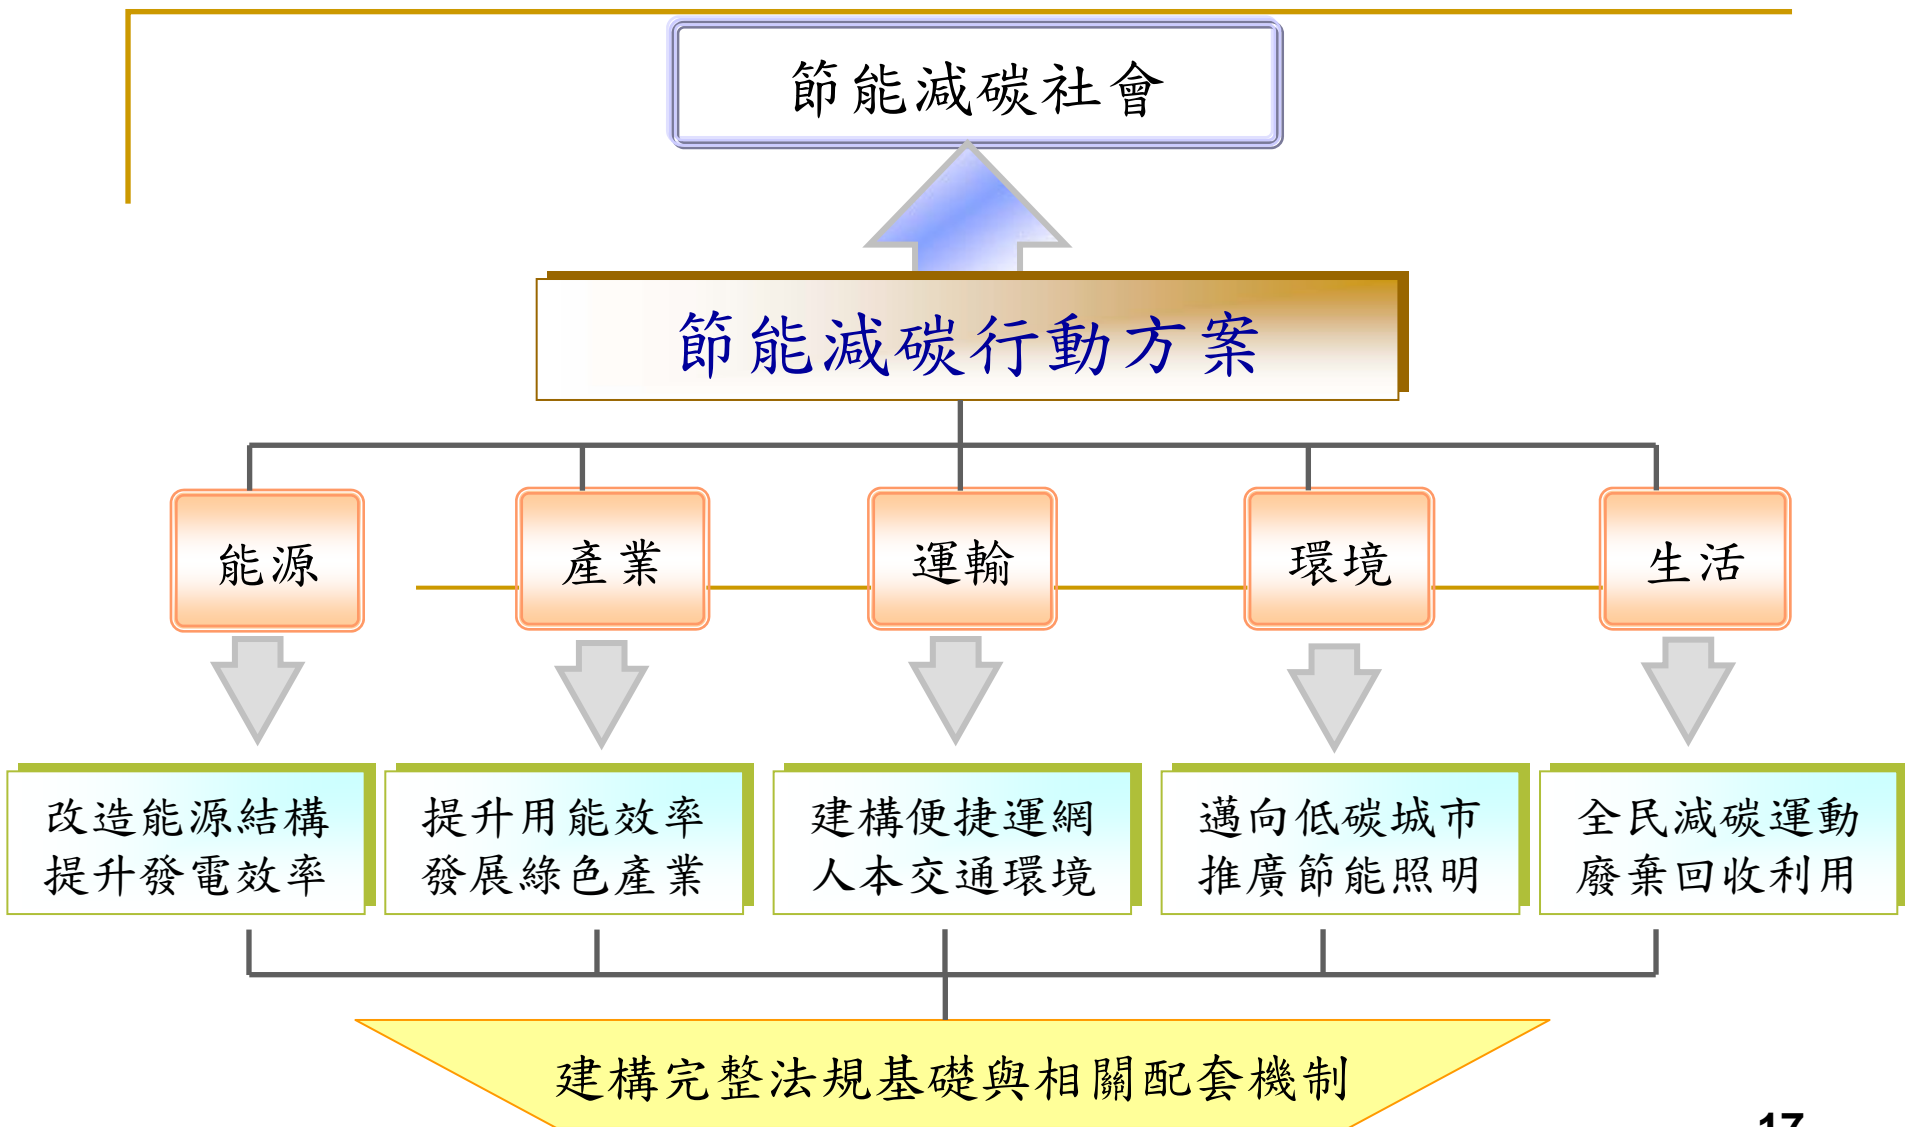 節能減碳社會
節能減碳行動方案
能源
產業
運輸
環境
生活
改造能源結構
提升發電效率
提升用能效率
發展綠色產業
建構便捷運網
人本交通環境
邁向低碳城市
推廣節能照明
全民減碳運動
廢棄回收利用
建構完整法規基礎與相關配套機制
17